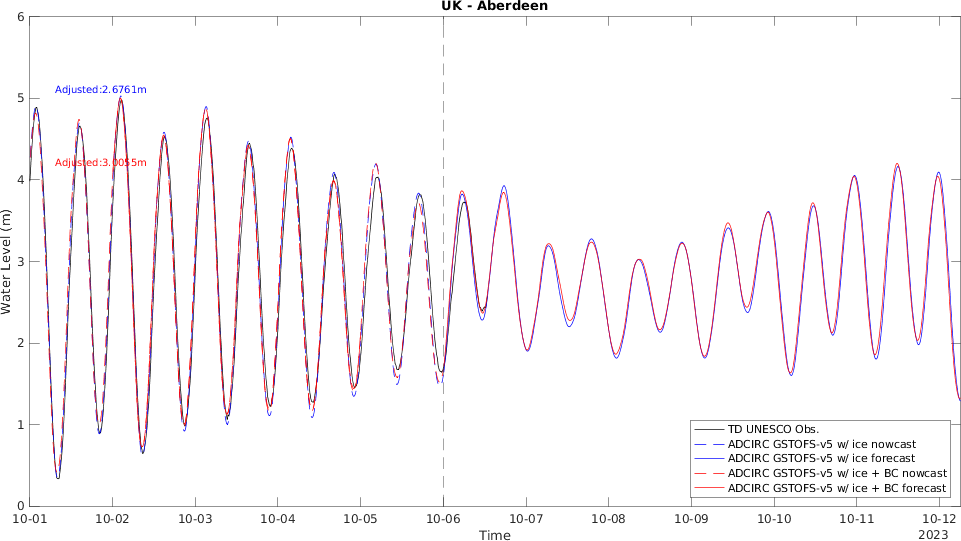 UK - Aberdeen
6
5
4
3
2
1
0
Water Level (m)
Adjusted:2.6761m
Adjusted:3.0055m
TD UNESCO Obs.
ADCIRC GSTOFS-v5 w/ ice nowcast
ADCIRC GSTOFS-v5 w/ ice forecast
ADCIRC GSTOFS-v5 w/ ice + BC nowcast
ADCIRC GSTOFS-v5 w/ ice + BC forecast
10-01 10-02 10-03 10-04 10-05 10-06 10-07 10-08 10-09 10-10 10-11 10-12
Time
2023